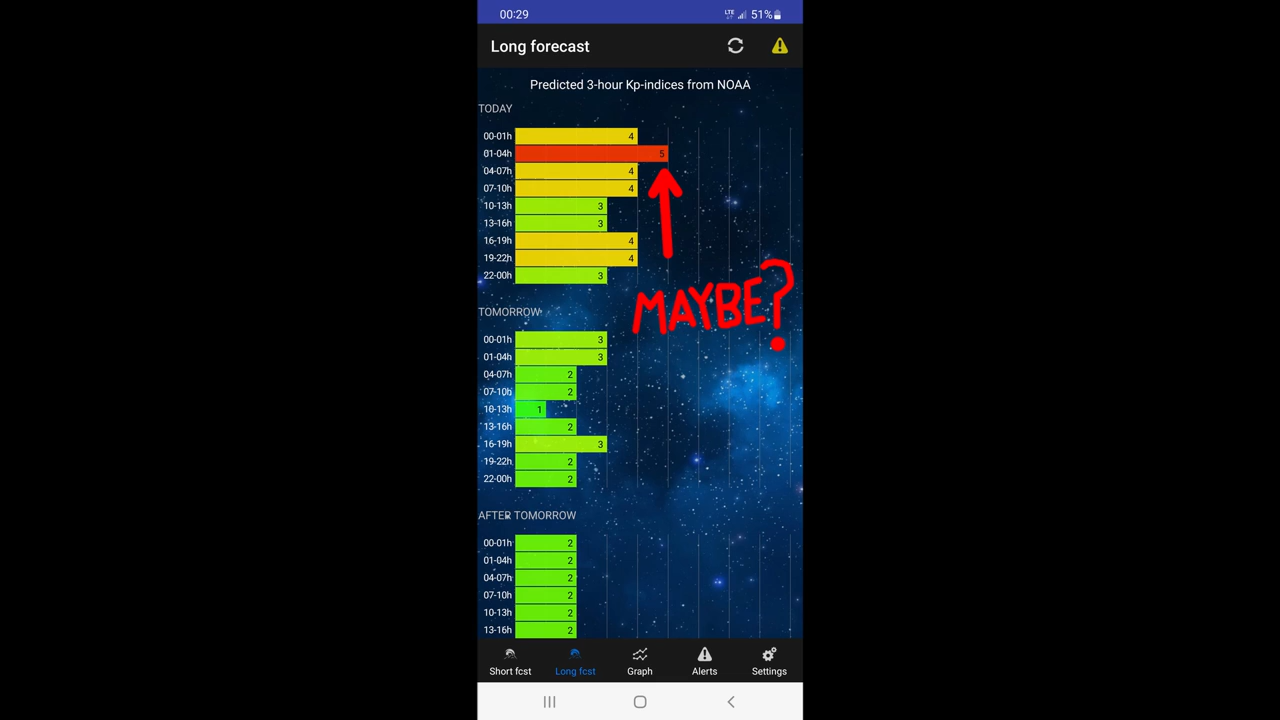 00:29 LTE 51%
Long forecast
Predicted 3-hour Kp-indices from NOAA
TODAY
00-01h 4
01-04h 5
04-07h 4
07-10h 4
10-13h 3
13-16h 3
16-19h 4
19-22h 4
22-00h 3
MAYBE?
TOMORROW
00-01h 3
01-04h 3
04-07h 2
07-10h 2
10-13h 1
13-16h 2
16-19h 3
19-22h 2
22-00h 2
AFTER TOMORROW
00-01h 2
01-04h 2
04-07h 2
07-10h 2
10-13h 2
13-16h 2
Short fcst Long fcst Graph Alerts Settings